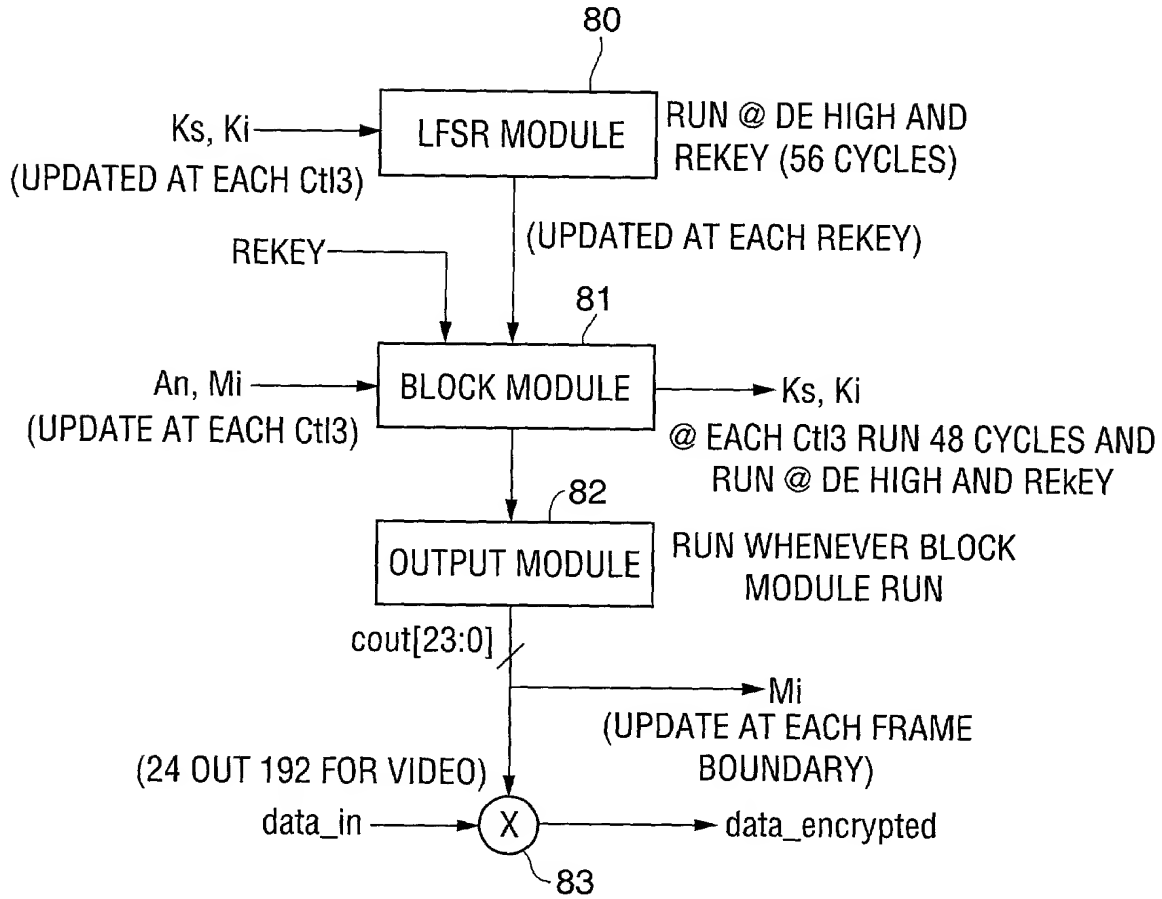 80
LFSR MODULE
RUN @ DE HIGH AND
REKEY (56 CYCLES)
Ks, Ki
(UPDATED AT EACH Ctl3)
(UPDATED AT EACH REKEY)
REKEY
81
An, Mi
(UPDATE AT EACH Ctl3)
BLOCK MODULE
Ks, Ki
@ EACH Ctl3 RUN 48 CYCLES AND
RUN @ DE HIGH AND REkEY
82
OUTPUT MODULE
RUN WHENEVER BLOCK
MODULE RUN
cout[23:0]
Mi
(UPDATE AT EACH FRAME
BOUNDARY)
(24 OUT 192 FOR VIDEO)
data_in
X
data_encrypted
83